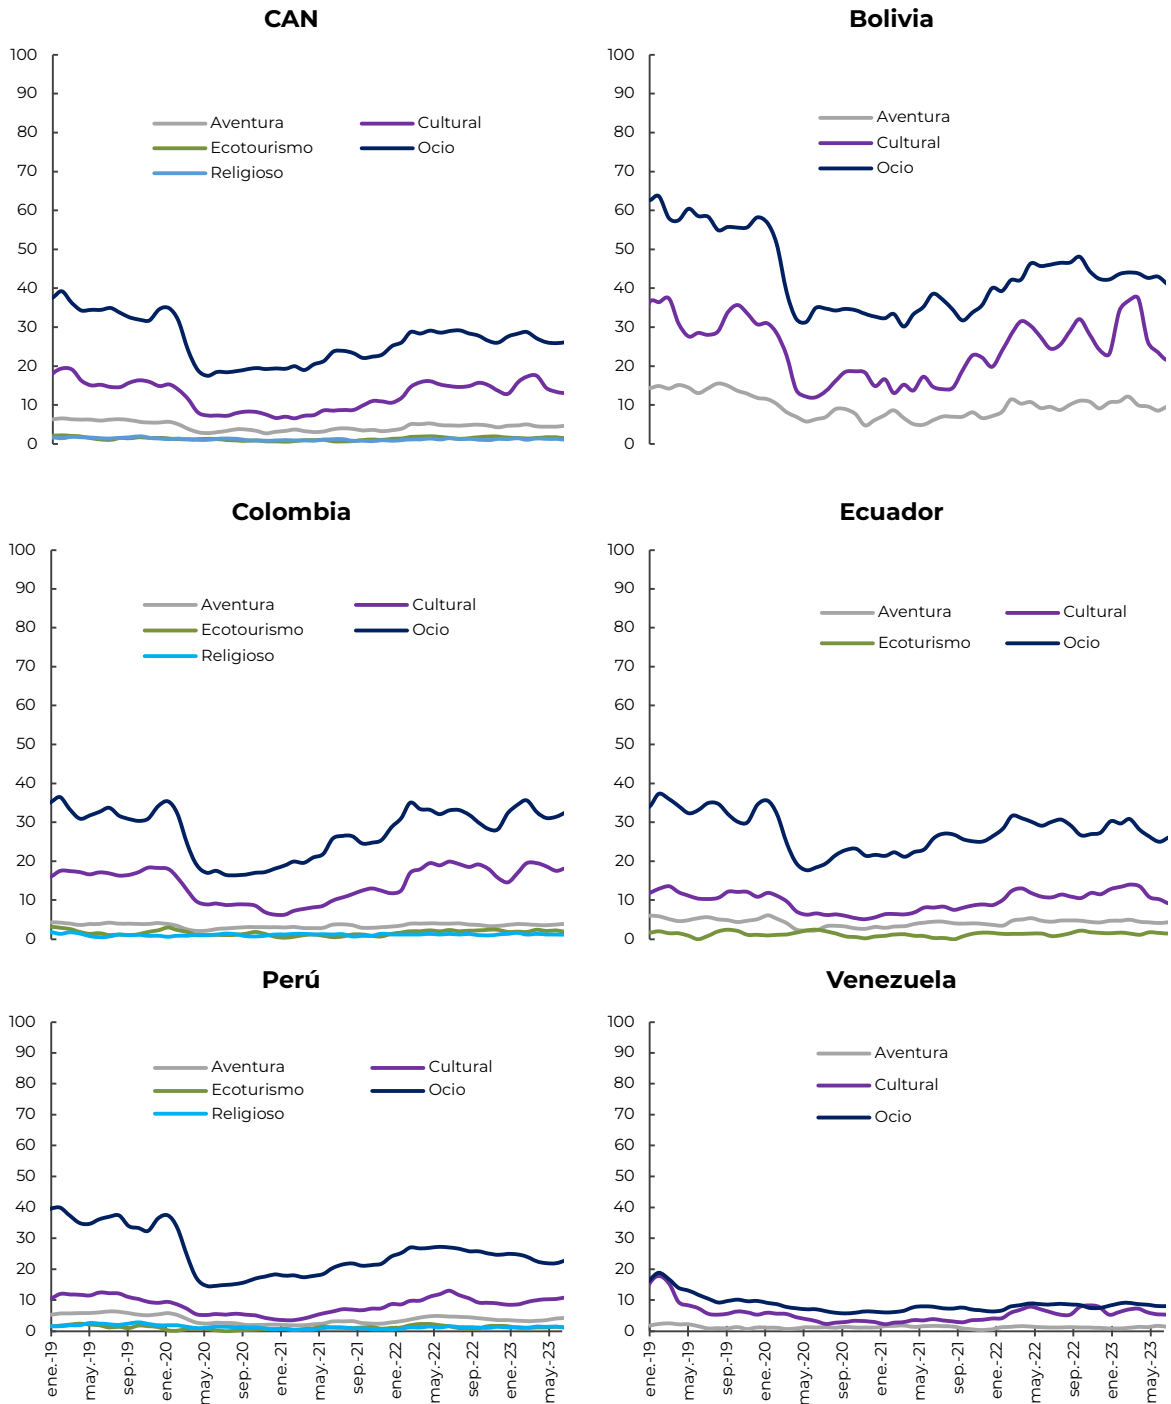 CAN
100
90
80
70
60
50
40
30
20
10
0
Aventura
Cultural
Ecotourismo
Ocio
Religioso
Bolivia
100
90
80
70
60
50
40
30
20
10
0
Aventura
Cultural
Ocio
Colombia
100
90
80
70
60
50
40
30
20
10
0
Aventura
Cultural
Ecotourismo
Ocio
Religioso
Ecuador
100
90
80
70
60
50
40
30
20
10
0
Aventura
Cultural
Ecoturismo
Ocio
Perú
100
90
80
70
60
50
40
30
20
10
0
Aventura
Cultural
Ecoturismo
Ocio
Religioso
ene.-19
may.-19
sep.-19
ene.-20
may.-20
sep.-20
ene.-21
may.-21
sep.-21
ene.-22
may.-22
sep.-22
ene.-23
may.-23
Venezuela
100
90
80
70
60
50
40
30
20
10
0
Aventura
Cultural
Ocio
ene.-19
may.-19
sep.-19
ene.-20
may.-20
sep.-20
ene.-21
may.-21
sep.-21
ene.-22
may.-22
sep.-22
ene.-23
may.-23